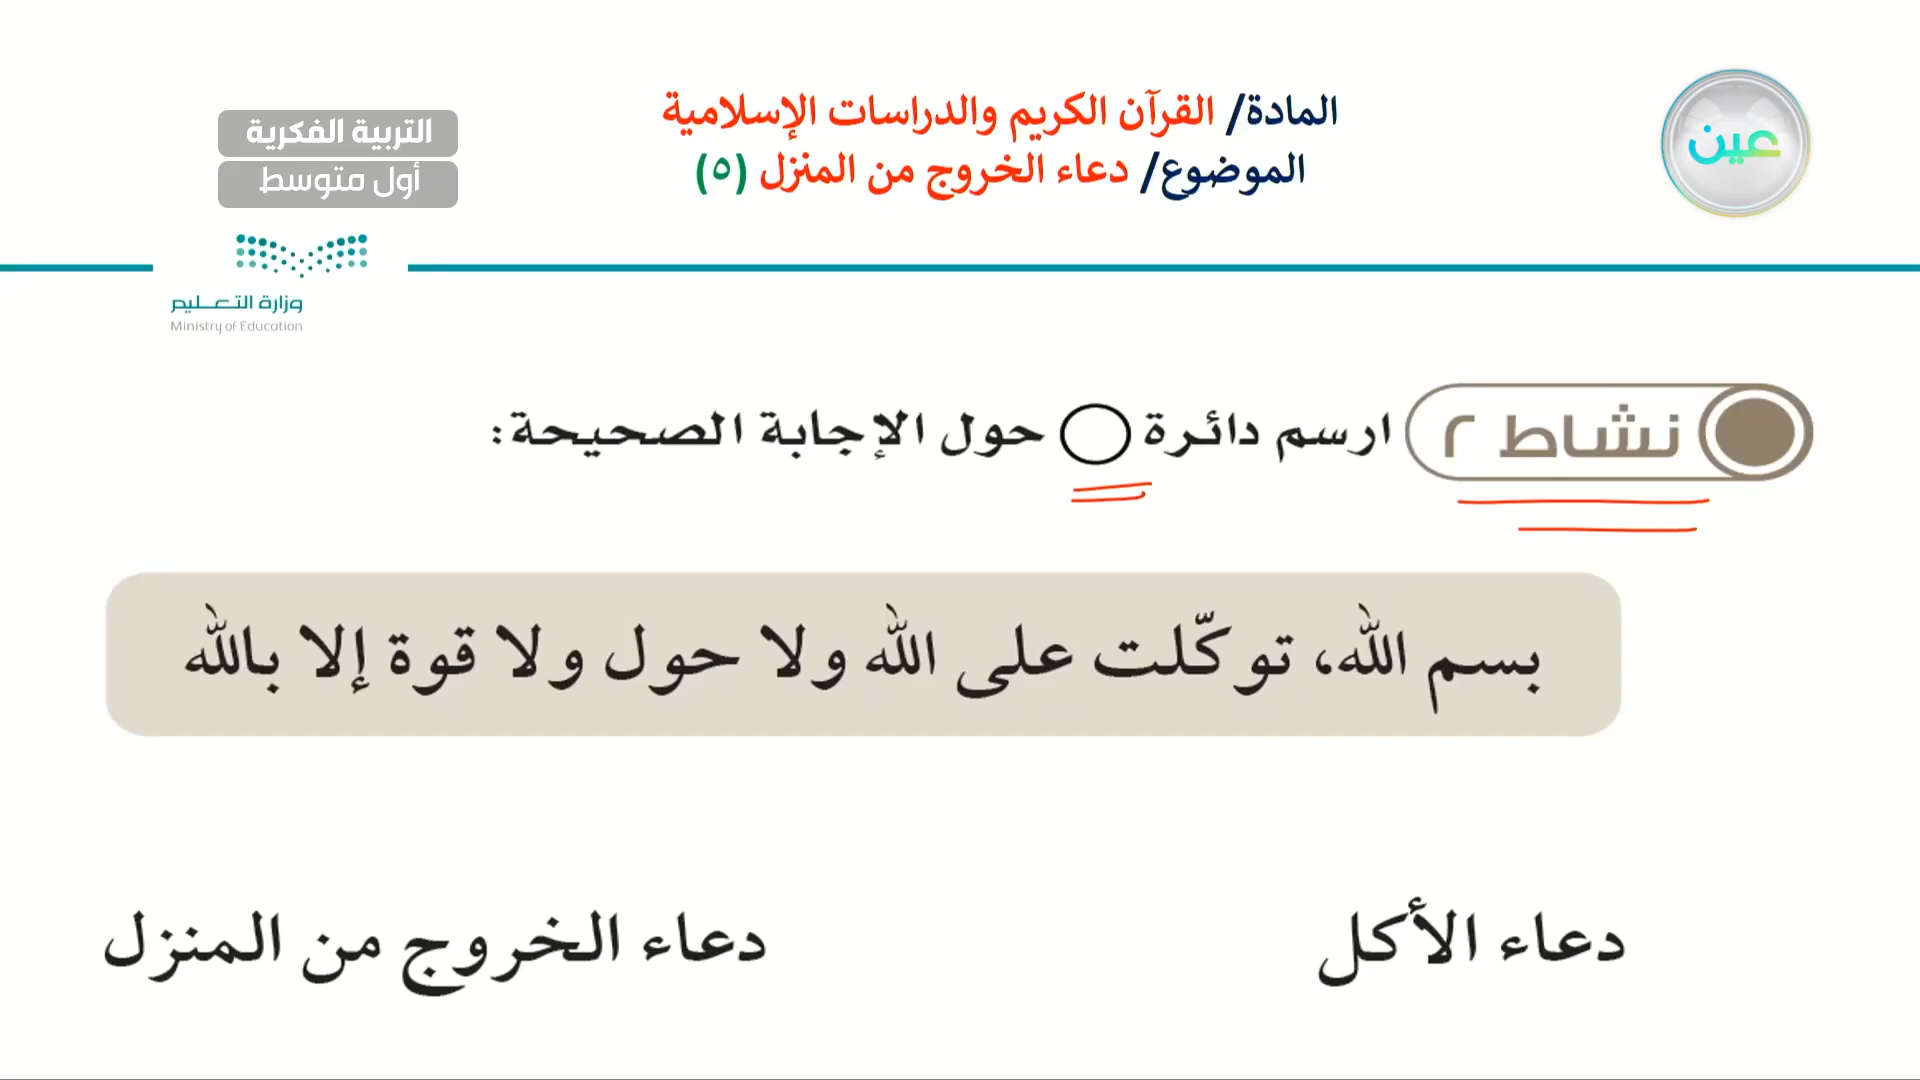 عين
المادة/ القرآن الكريم والدراسات الإسلامية
الموضوع/ دعاء الخروج من المنزل (٥)
التربية الفكرية
أول متوسط
وزارة التعليم
Ministry of Education
نشاط ٢ ارسم دائرة حول الإجابة الصحيحة:
بسم الله، توكّلت على الله ولا حول ولا قوة إلا بالله
دعاء الأكل
دعاء الخروج من المنزل